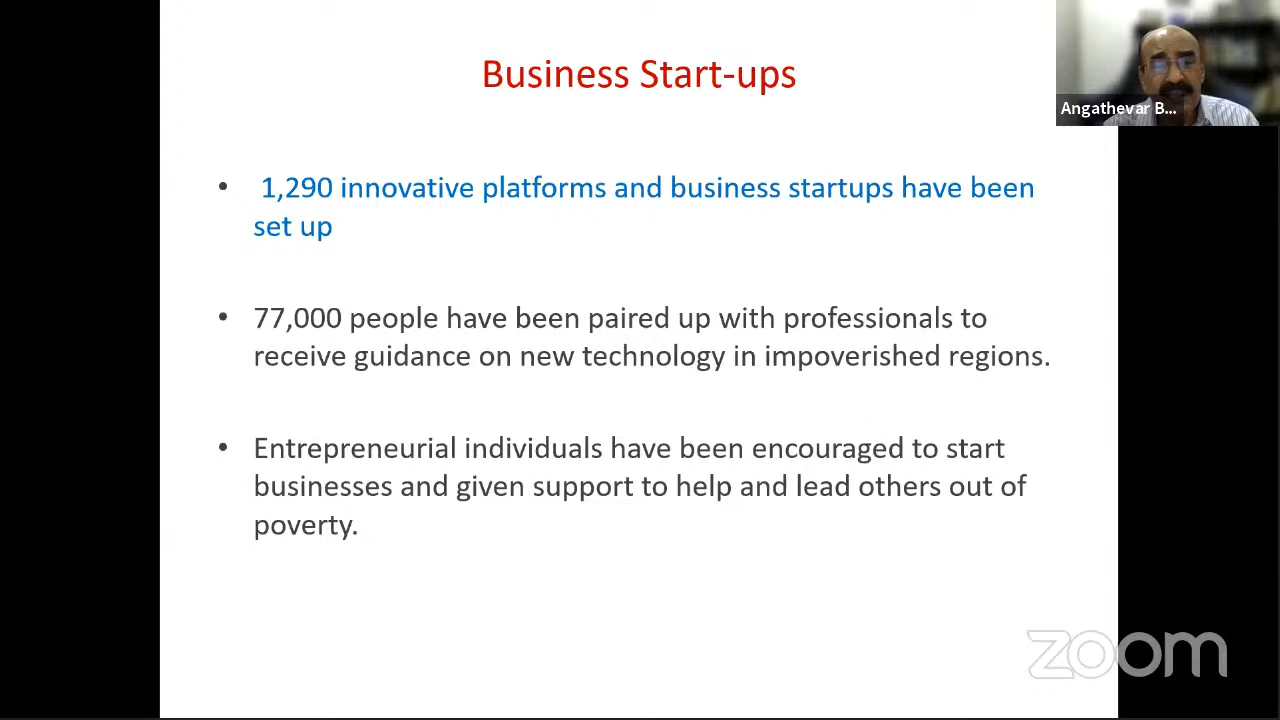 Business Start-ups
Angathevar B...
• 1,290 innovative platforms and business startups have been
set up
• 77,000 people have been paired up with professionals to
receive guidance on new technology in impoverished regions.
• Entrepreneurial individuals have been encouraged to start
businesses and given support to help and lead others out of
poverty.
zoom